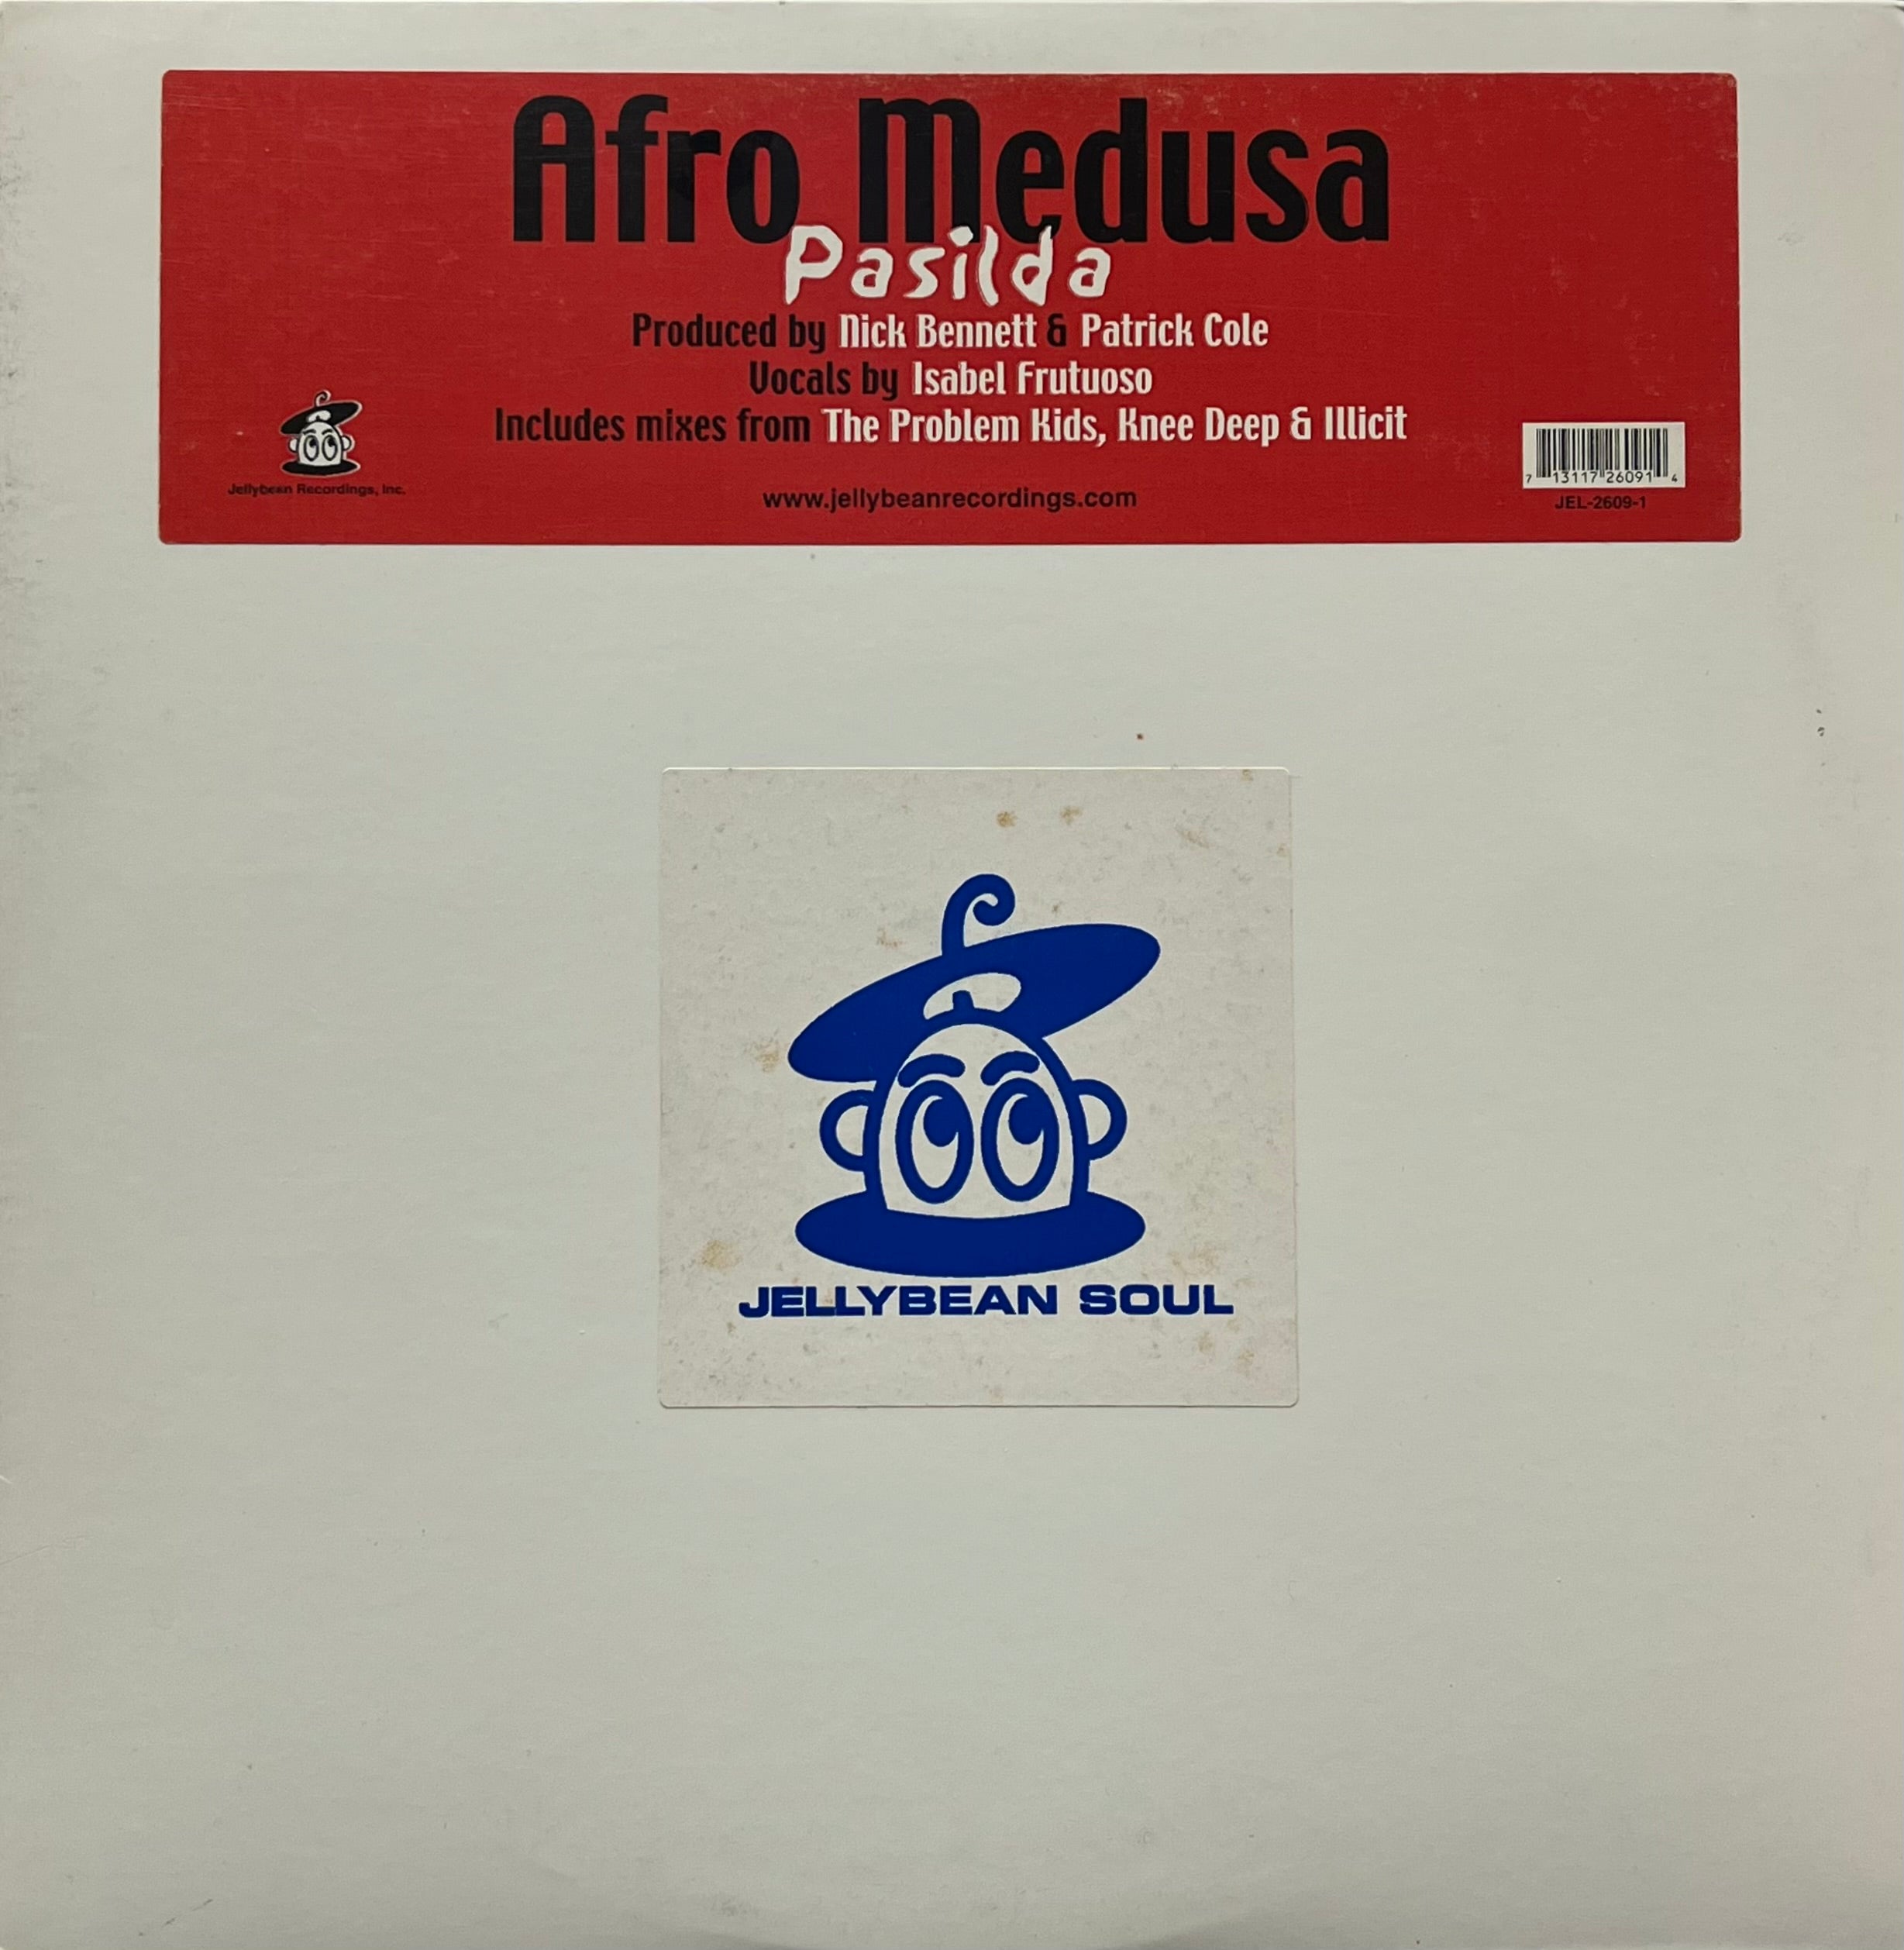 Afro Medusa
Pasilda
Produced by Nick Bennett & Patrick Cole
Vocals by Isabel Frutuoso
Includes mixes from The Problem Kids, Knee Deep & Illicit
Jellybean Recordings, Inc.
www.jellybeanrecordings.com
7 13117 26091 4
JEL-2609-1
JELLYBEAN SOUL